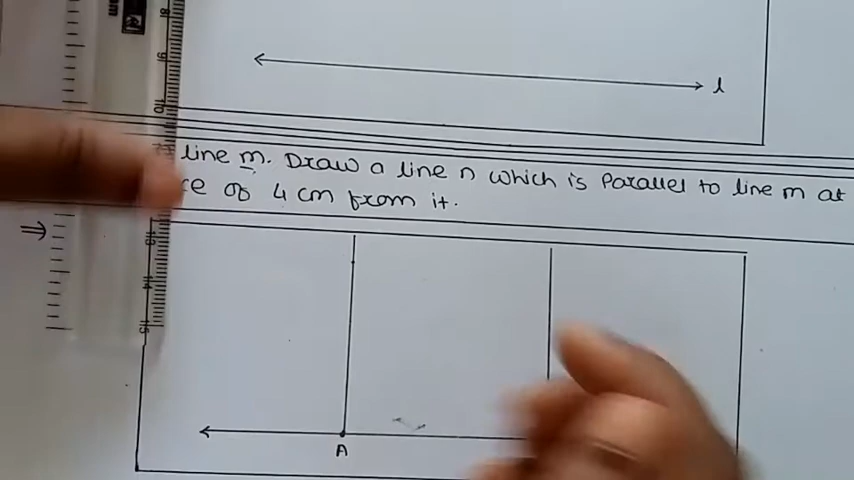 l
line m. Draw a line n which is Parallel to line m at
of 4 cm from it.
⇒
A